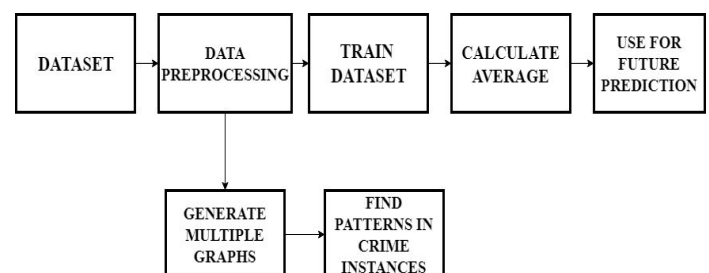 DATASET
DATA
PREPROCESSING
TRAIN
DATASET
CALCULATE
AVERAGE
USE FOR
FUTURE
PREDICTION
GENERATE
MULTIPLE
GRAPHS
FIND
PATTERNS IN
CRIME
INSTANCES